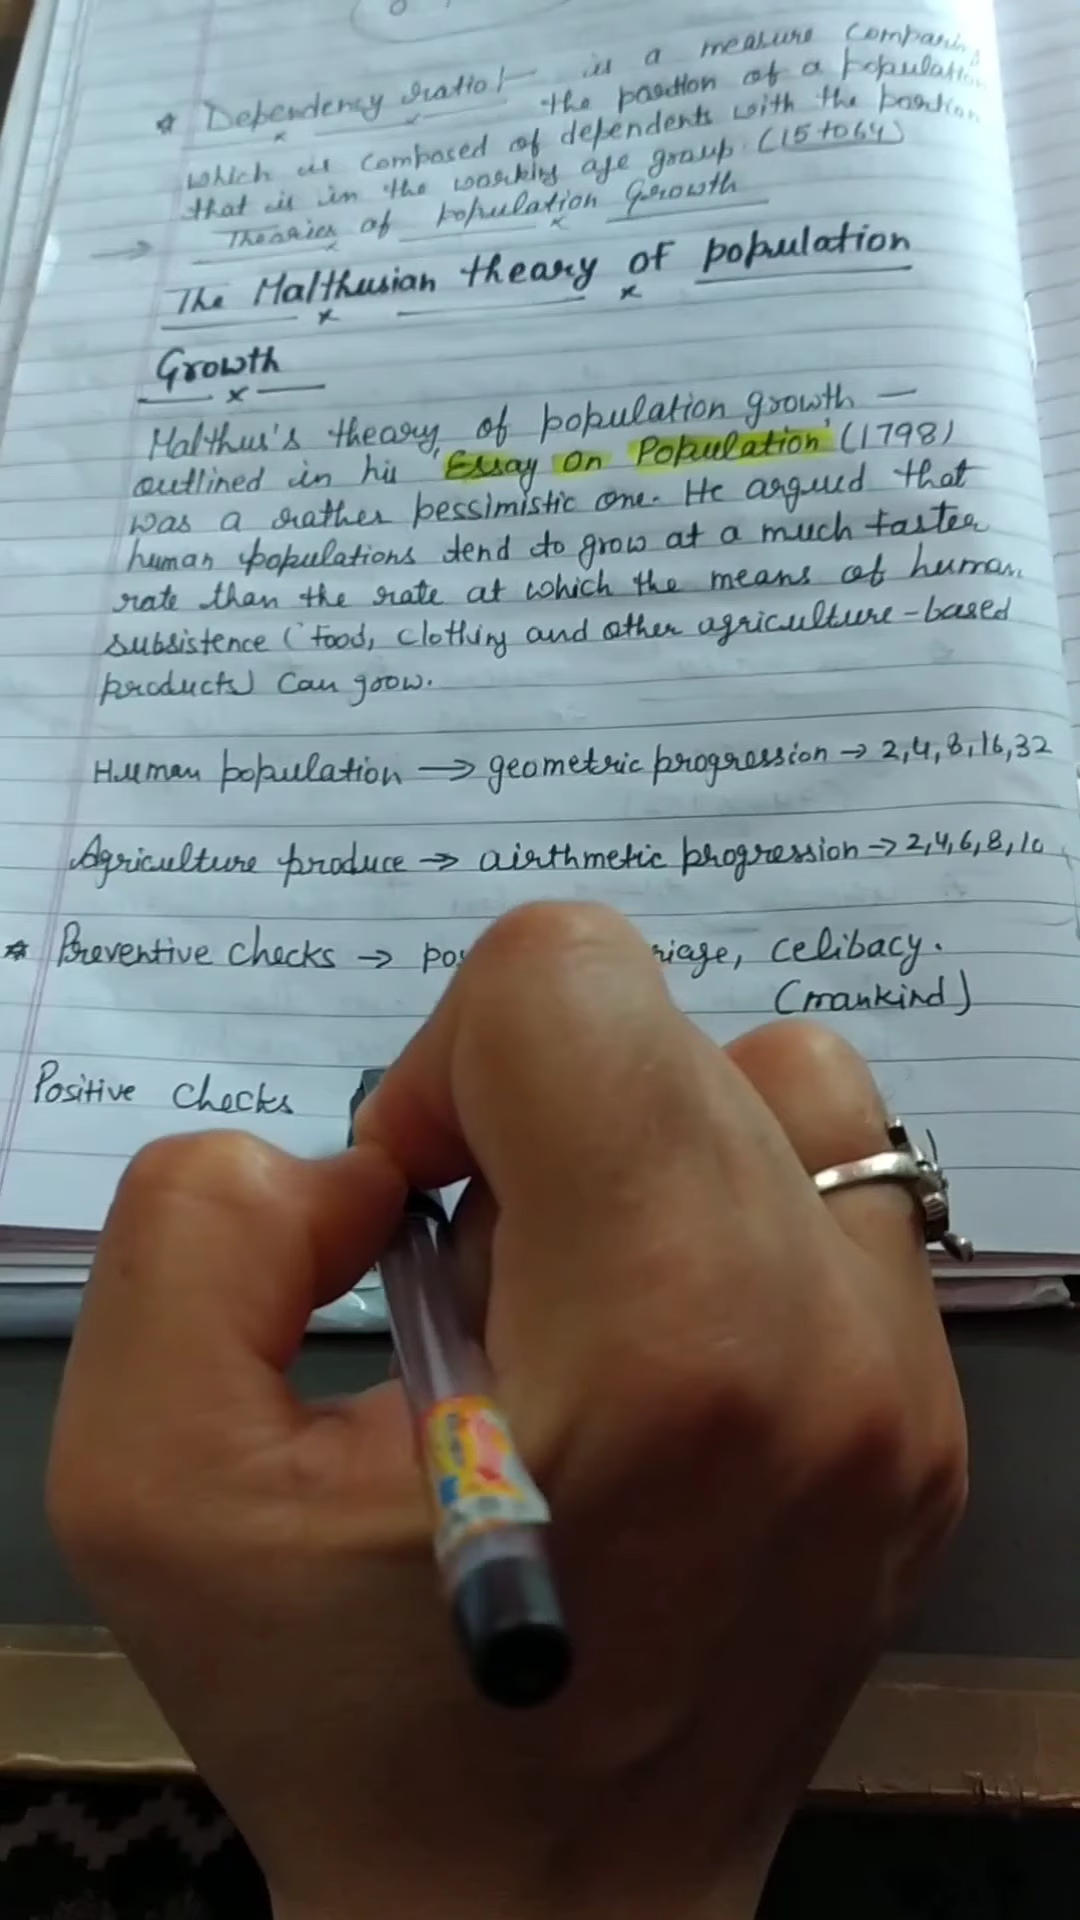 * Dependency ratio :- is a measure comparing
the portion of a population
which is composed of dependents with the portion
that is in the working age group. (15 to 64)
→ Theories of population Growth
The Malthusian theory of population
Growth
Malthus's theory of population growth –
outlined in his 'Essay on Population' (1798)
was a rather pessimistic one. He argued that
human populations tend to grow at a much faster
rate than the rate at which the means of human
subsistence (food, clothing and other agriculture-based
products) can grow.
Human population → geometric progression → 2,4,8,16,32
Agriculture produce → airthmetic progression → 2,4,6,8,10
* Preventive checks → celibacy.
(mankind)
Positive checks